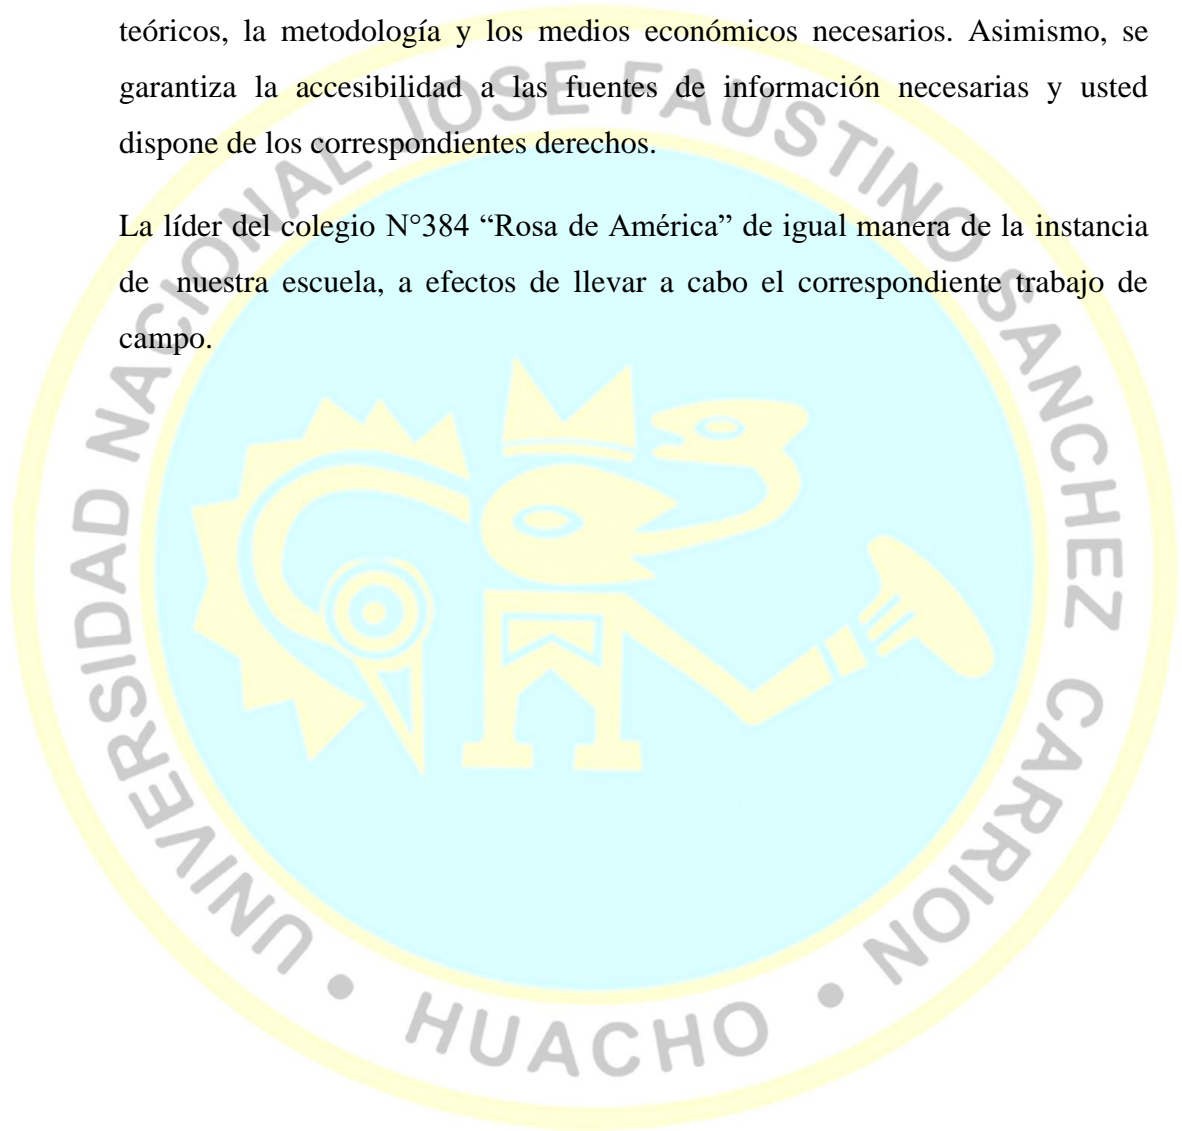 teóricos, la metodología y los medios económicos necesarios. Asimismo, se
garantiza la accesibilidad a las fuentes de información necesarias y usted
dispone de los correspondientes derechos.
La líder del colegio N°384 “Rosa de América” de igual manera de la instancia
de nuestra escuela, a efectos de llevar a cabo el correspondiente trabajo de
campo.
UNIVERSIDAD NACIONAL JOSE FAUSTINO SANCHEZ CARRION • HUACHO •